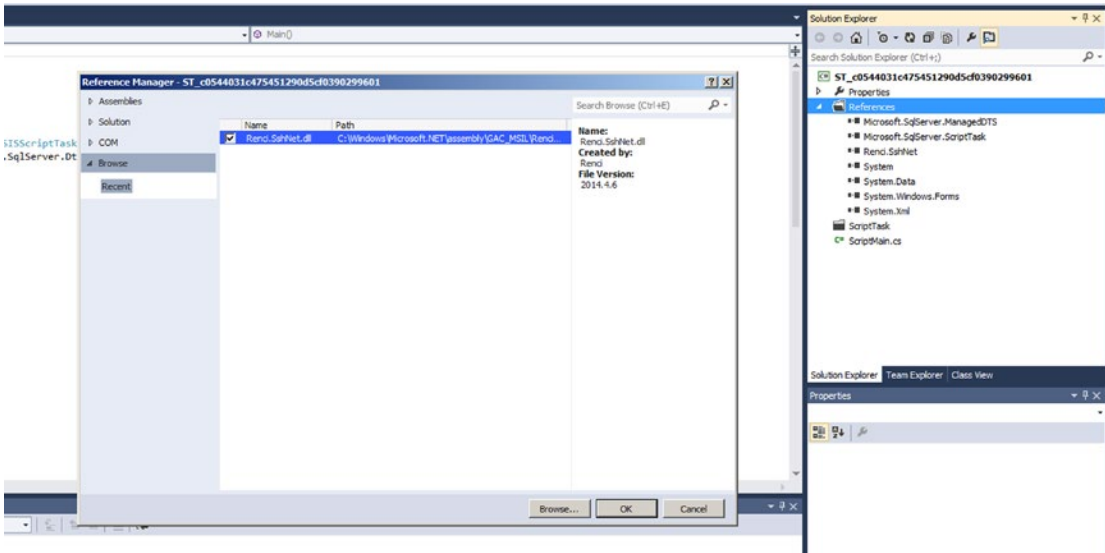 Main()
SISScriptTask
.SqlServer.Dt
Reference Manager - ST_c0544031c475451290d5cf0390299601
Assemblies
Solution
COM
Browse
Recent
Search Browse (Ctrl+E)
Name Path
Renci.SshNet.dll C:\Windows\Microsoft.NET\assembly\GAC_MSIL\Renci...
Name:
Renci.SshNet.dll
Created by:
Renci
File Version:
2014.4.6
Browse... OK Cancel
Solution Explorer
Search Solution Explorer (Ctrl+;)
ST_c0544031c475451290d5cf0390299601
Properties
References
Microsoft.SqlServer.ManagedDTS
Microsoft.SqlServer.ScriptTask
Renci.SshNet
System
System.Data
System.Windows.Forms
System.Xml
ScriptTask
C# ScriptMain.cs
Solution Explorer Team Explorer Class View
Properties